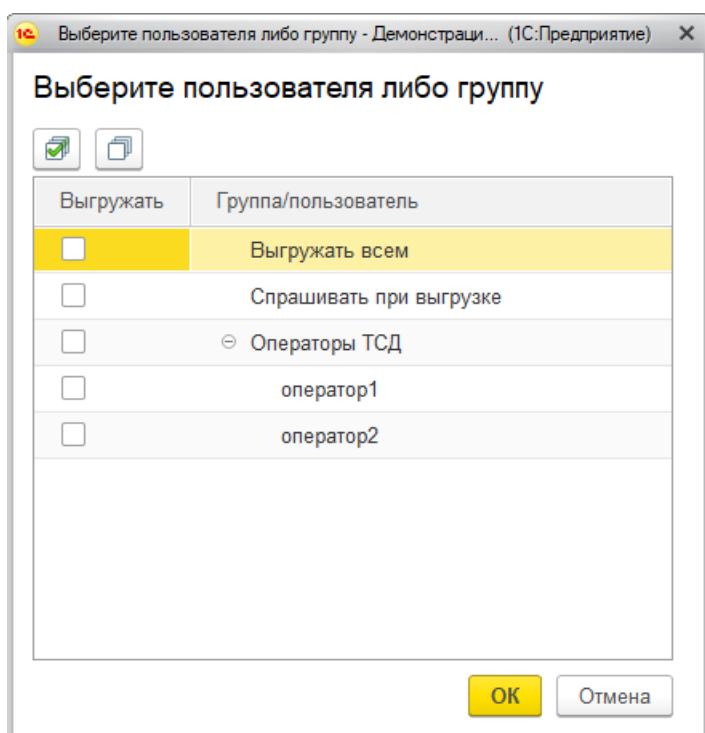 1С Выберите пользователя либо группу - Демонстраци... (1С:Предприятие)
Выберите пользователя либо группу
Выгружать Группа/пользователь
Выгружать всем
Спрашивать при выгрузке
Операторы ТСД
оператор1
оператор2
ОК Отмена